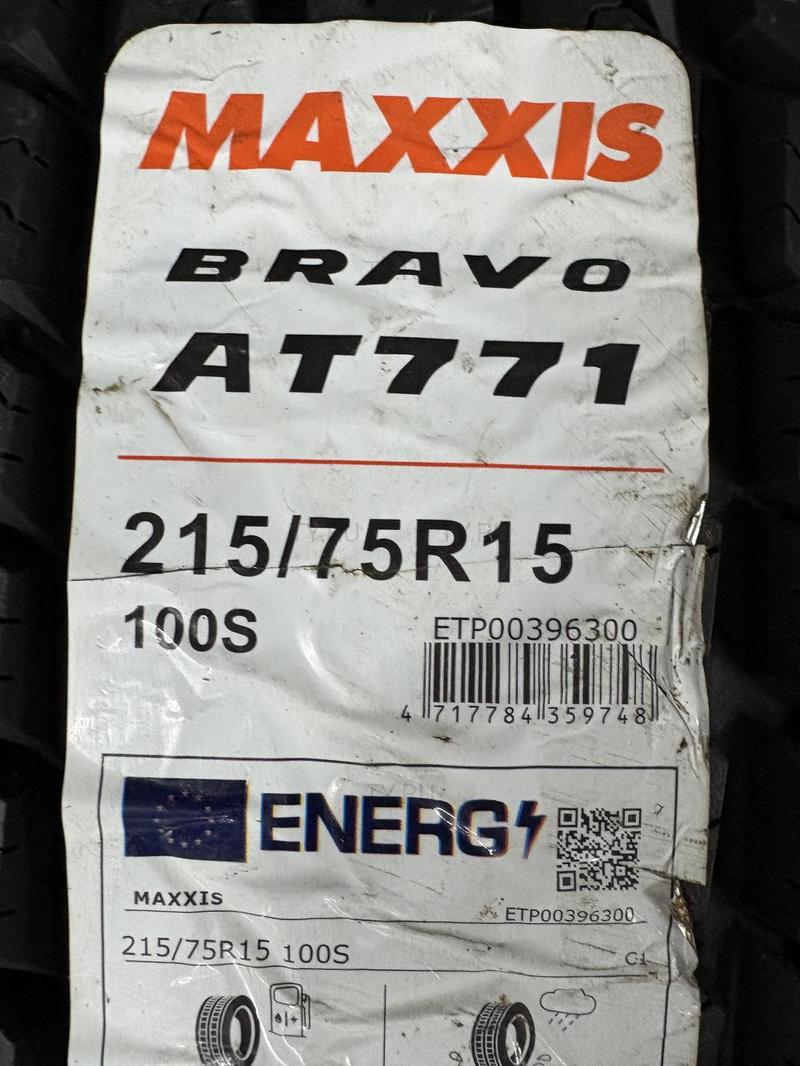 MAXXIS
BRAVO
AT771
215/75R15
100S
ETP00396300
4 717784 359748
ENERG
MAXXIS
ETP00396300
215/75R15 100S
C1